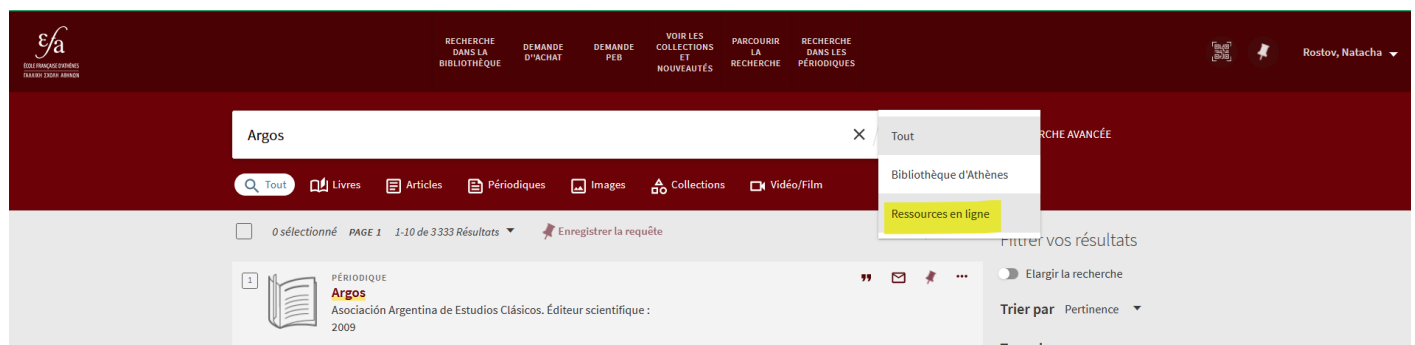 εfa
ÉCOLE FRANÇAISE D'ATHÈNES
ΓΑΛΛΙΚΗ ΣΧΟΛΗ ΑΘΗΝΩΝ
RECHERCHE
DANS LA
BIBLIOTHÈQUE
DEMANDE
D''ACHAT
DEMANDE
PEB
VOIR LES
COLLECTIONS
ET
NOUVEAUTÉS
PARCOURIR
LA
RECHERCHE
RECHERCHE
DANS LES
PÉRIODIQUES
Rostov, Natacha
Argos
Tout
Bibliothèque d'Athènes
Ressources en ligne
RCHE AVANCÉE
Tout
Livres
Articles
Périodiques
Images
Collections
Vidéo/Film
0 sélectionné PAGE 1 1-10 de 3 333 Résultats
Enregistrer la requête
Filtrer vos résultats
Elargir la recherche
Trier par Pertinence
1
PÉRIODIQUE
Argos
Asociación Argentina de Estudios Clásicos. Éditeur scientifique :
2009